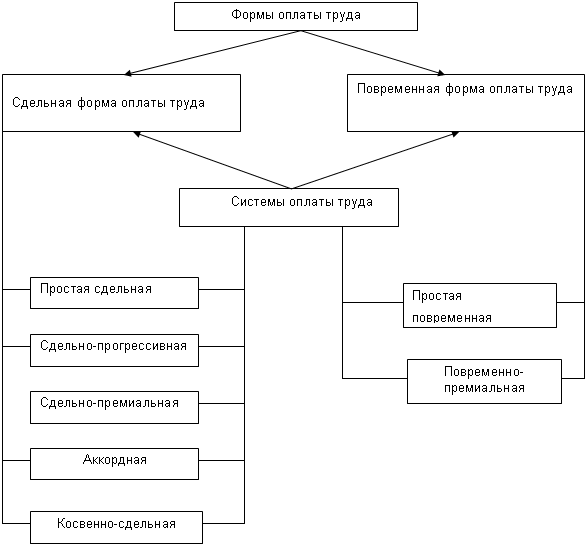 Формы оплаты труда
Сдельная форма оплаты труда
Повременная форма оплаты труда
Системы оплаты труда
Простая сдельная
Сдельно-прогрессивная
Сдельно-премиальная
Аккордная
Косвенно-сдельная
Простая
повременная
Повременно-
премиальная